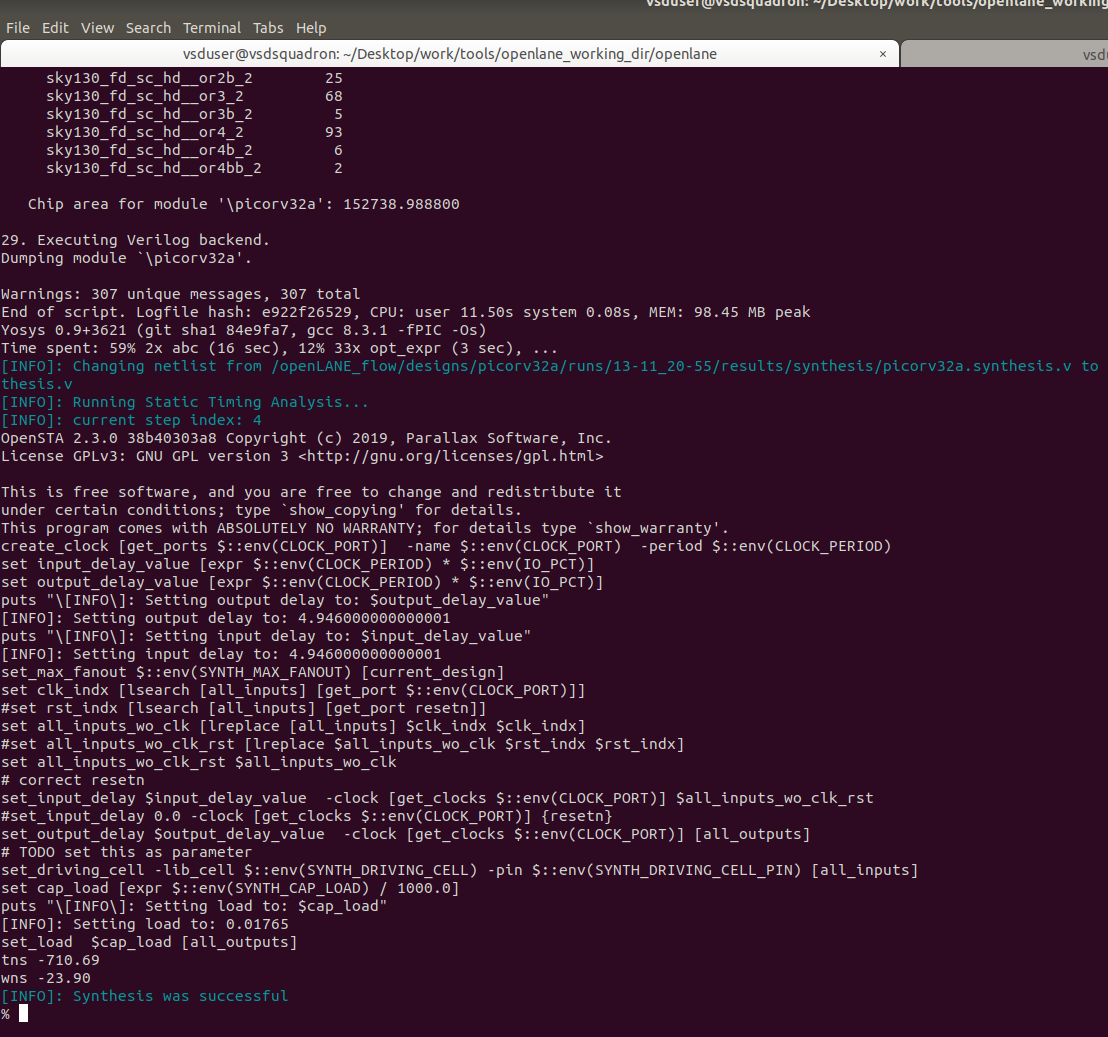 vsduser@vsdsquadron: ~/Desktop/work/tools/openlane_working
File Edit View Search Terminal Tabs Help
vsduser@vsdsquadron: ~/Desktop/work/tools/openlane_working_dir/openlane × vsd
sky130_fd_sc_hd__or2b_2 25
sky130_fd_sc_hd__or3_2 68
sky130_fd_sc_hd__or3b_2 5
sky130_fd_sc_hd__or4_2 93
sky130_fd_sc_hd__or4b_2 6
sky130_fd_sc_hd__or4bb_2 2
Chip area for module '\picorv32a': 152738.988800
29. Executing Verilog backend.
Dumping module `\picorv32a'.
Warnings: 307 unique messages, 307 total
End of script. Logfile hash: e922f26529, CPU: user 11.50s system 0.08s, MEM: 98.45 MB peak
Yosys 0.9+3621 (git sha1 84e9fa7, gcc 8.3.1 -fPIC -Os)
Time spent: 59% 2x abc (16 sec), 12% 33x opt_expr (3 sec), ...
[INFO]: Changing netlist from /openLANE_flow/designs/picorv32a/runs/13-11_20-55/results/synthesis/picorv32a.synthesis.v to
thesis.v
[INFO]: Running Static Timing Analysis...
[INFO]: current step index: 4
OpenSTA 2.3.0 38b40303a8 Copyright (c) 2019, Parallax Software, Inc.
License GPLv3: GNU GPL version 3 <http://gnu.org/licenses/gpl.html>
This is free software, and you are free to change and redistribute it
under certain conditions; type `show_copying' for details.
This program comes with ABSOLUTELY NO WARRANTY; for details type `show_warranty'.
create_clock [get_ports $::env(CLOCK_PORT)]  -name $::env(CLOCK_PORT)  -period $::env(CLOCK_PERIOD)
set input_delay_value [expr $::env(CLOCK_PERIOD) * $::env(IO_PCT)]
set output_delay_value [expr $::env(CLOCK_PERIOD) * $::env(IO_PCT)]
puts "\[INFO\]: Setting output delay to: $output_delay_value"
[INFO]: Setting output delay to: 4.946000000000001
puts "\[INFO\]: Setting input delay to: $input_delay_value"
[INFO]: Setting input delay to: 4.946000000000001
set_max_fanout $::env(SYNTH_MAX_FANOUT) [current_design]
set clk_indx [lsearch [all_inputs] [get_port $::env(CLOCK_PORT)]]
#set rst_indx [lsearch [all_inputs] [get_port resetn]]
set all_inputs_wo_clk [lreplace [all_inputs] $clk_indx $clk_indx]
#set all_inputs_wo_clk_rst [lreplace $all_inputs_wo_clk $rst_indx $rst_indx]
set all_inputs_wo_clk_rst $all_inputs_wo_clk
# correct resetn
set_input_delay $input_delay_value  -clock [get_clocks $::env(CLOCK_PORT)] $all_inputs_wo_clk_rst
#set_input_delay 0.0 -clock [get_clocks $::env(CLOCK_PORT)] {resetn}
set_output_delay $output_delay_value  -clock [get_clocks $::env(CLOCK_PORT)] [all_outputs]
# TODO set this as parameter
set_driving_cell -lib_cell $::env(SYNTH_DRIVING_CELL) -pin $::env(SYNTH_DRIVING_CELL_PIN) [all_inputs]
set cap_load [expr $::env(SYNTH_CAP_LOAD) / 1000.0]
puts "\[INFO\]: Setting load to: $cap_load"
[INFO]: Setting load to: 0.01765
set_load  $cap_load [all_outputs]
tns -710.69
wns -23.90
[INFO]: Synthesis was successful
%